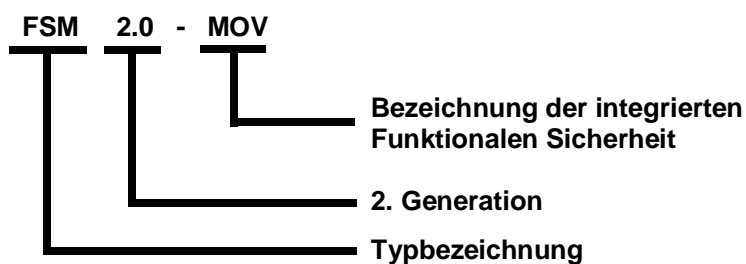 FSM 2.0 - MOV
Bezeichnung der integrierten
Funktionalen Sicherheit
2. Generation
Typbezeichnung